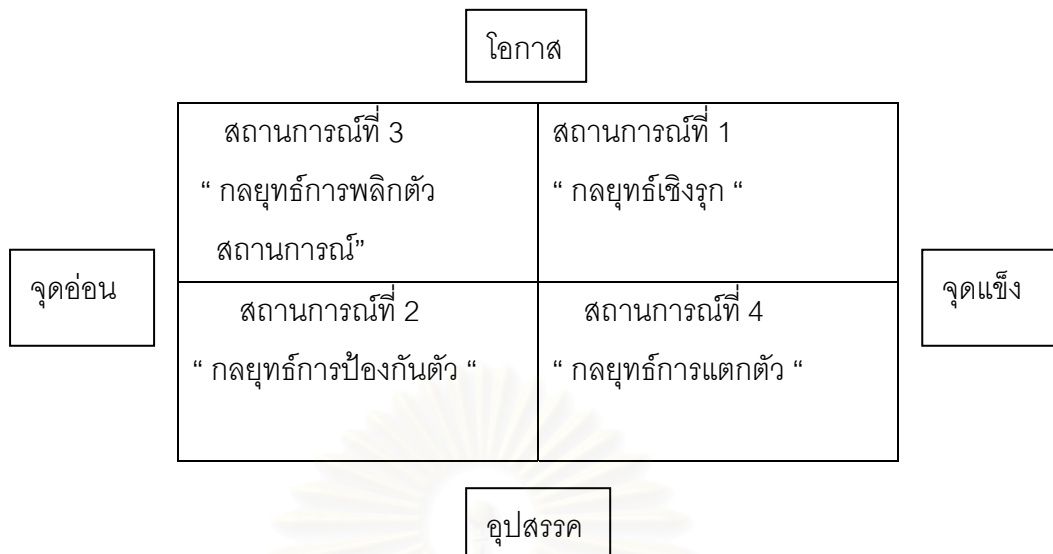 โอกาส
สถานการณ์ที่ 3
“ กลยุทธ์การพลิกตัว
สถานการณ์”
สถานการณ์ที่ 1
“ กลยุทธ์เชิงรุก “
จุดอ่อน
จุดแข็ง
สถานการณ์ที่ 2
“ กลยุทธ์การป้องกันตัว “
สถานการณ์ที่ 4
“ กลยุทธ์การแตกตัว “
อุปสรรค